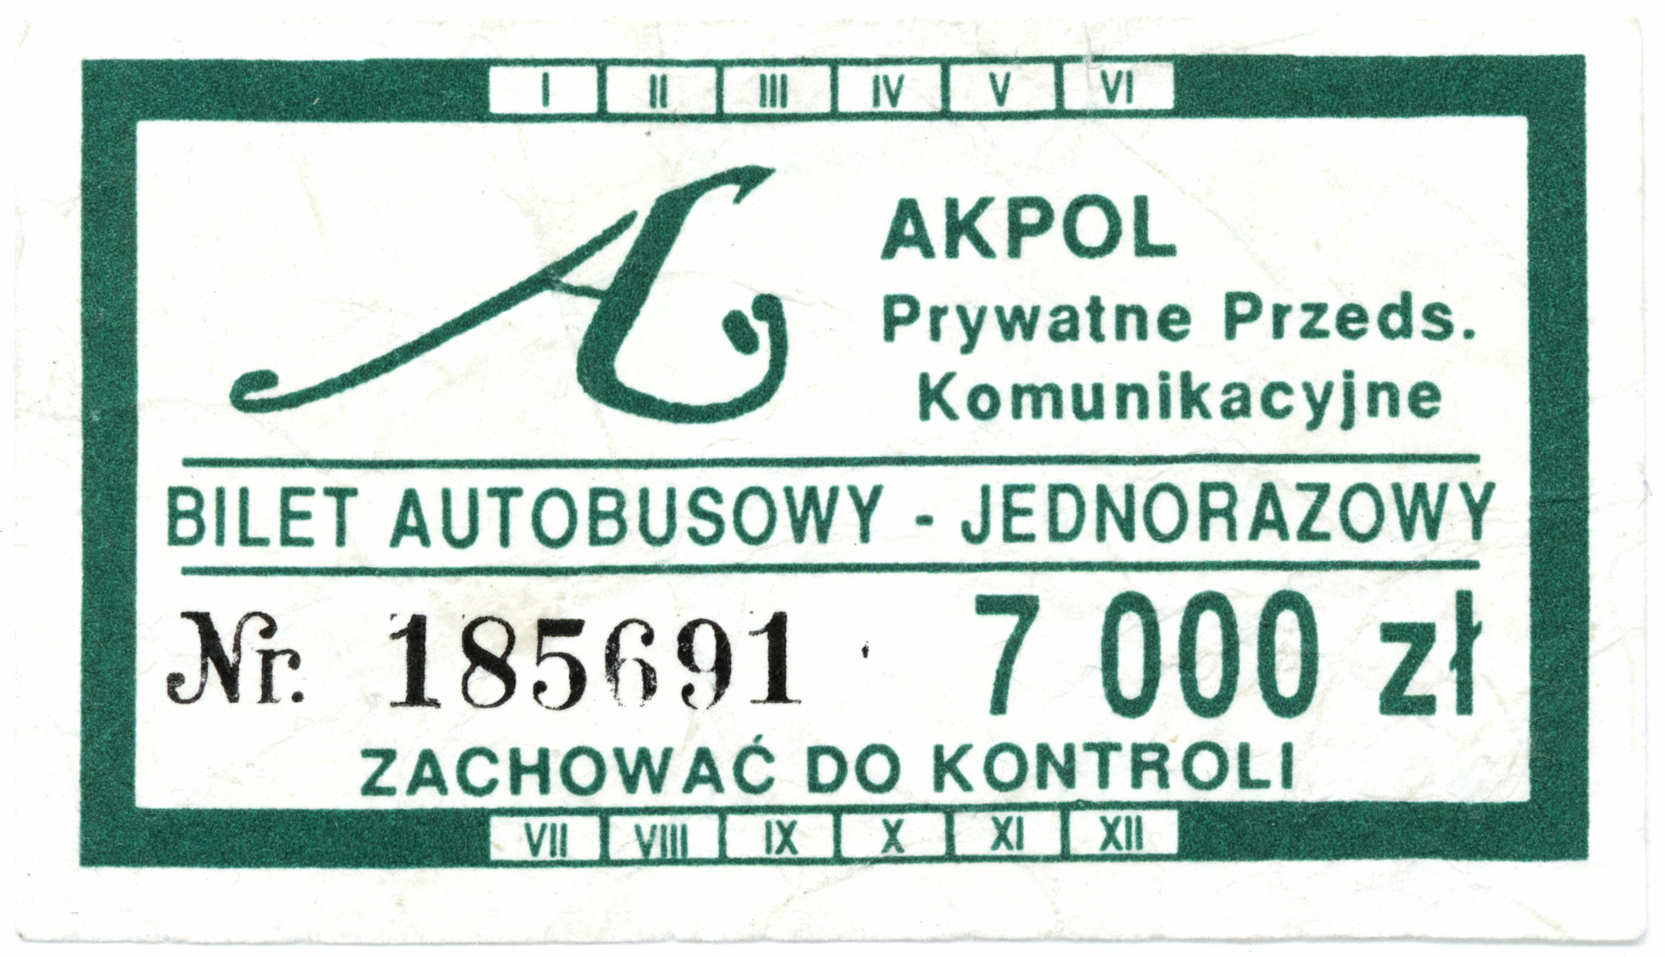 I II III IV V VI
AKPOL
Prywatne Przeds.
Komunikacyjne
BILET AUTOBUSOWY - JEDNORAZOWY
Nr. 185691 7 000 zł
ZACHOWAĆ DO KONTROLI
VII VIII IX X XI XII